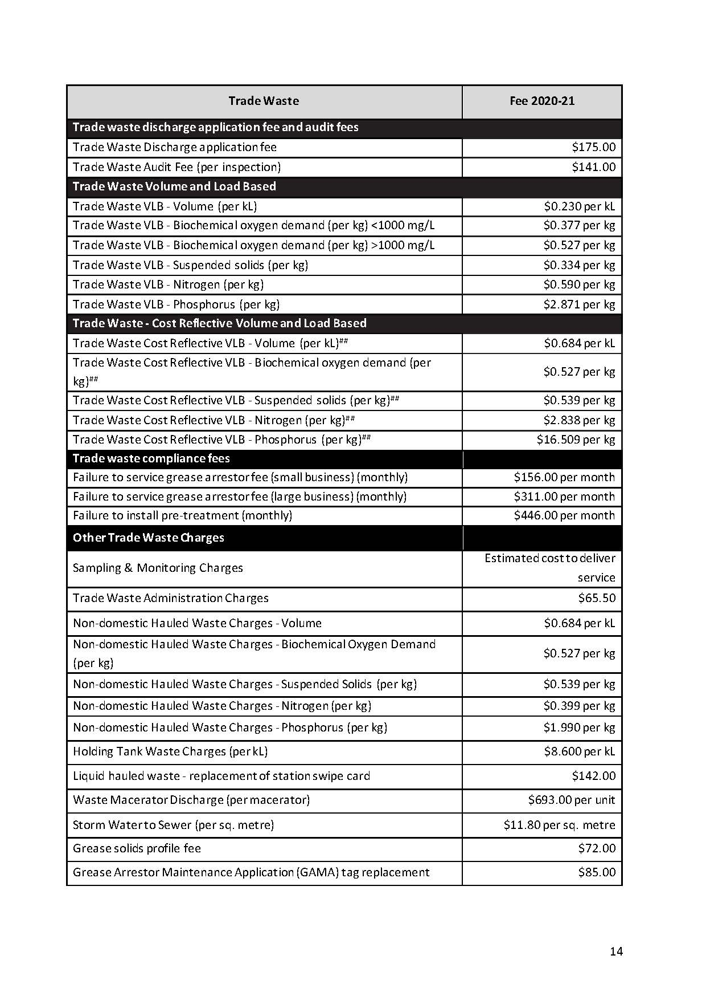 Trade Waste Fee 2020-21
Trade waste discharge application fee and audit fees
Trade Waste Discharge application fee $175.00
Trade Waste Audit Fee (per inspection) $141.00
Trade Waste Volume and Load Based
Trade Waste VLB - Volume (per kL) $0.230 per kL
Trade Waste VLB - Biochemical oxygen demand (per kg) <1000 mg/L $0.377 per kg
Trade Waste VLB - Biochemical oxygen demand (per kg) >1000 mg/L $0.527 per kg
Trade Waste VLB - Suspended solids (per kg) $0.334 per kg
Trade Waste VLB - Nitrogen (per kg) $0.590 per kg
Trade Waste VLB - Phosphorus (per kg) $2.871 per kg
Trade Waste - Cost Reflective Volume and Load Based
Trade Waste Cost Reflective VLB - Volume (per kL)## $0.684 per kL
Trade Waste Cost Reflective VLB - Biochemical oxygen demand (per
kg)##
$0.527 per kg
Trade Waste Cost Reflective VLB - Suspended solids (per kg)## $0.539 per kg
Trade Waste Cost Reflective VLB - Nitrogen (per kg)## $2.838 per kg
Trade Waste Cost Reflective VLB - Phosphorus (per kg)## $16.509 per kg
Trade waste compliance fees
Failure to service grease arrestor fee (small business) (monthly) $156.00 per month
Failure to service grease arrestor fee (large business) (monthly) $311.00 per month
Failure to install pre-treatment (monthly) $446.00 per month
Other Trade Waste Charges
Sampling & Monitoring Charges
Estimated cost to deliver
service
Trade Waste Administration Charges $65.50
Non-domestic Hauled Waste Charges - Volume $0.684 per kL
Non-domestic Hauled Waste Charges - Biochemical Oxygen Demand
(per kg)
$0.527 per kg
Non-domestic Hauled Waste Charges - Suspended Solids (per kg) $0.539 per kg
Non-domestic Hauled Waste Charges - Nitrogen (per kg) $0.399 per kg
Non-domestic Hauled Waste Charges - Phosphorus (per kg) $1.990 per kg
Holding Tank Waste Charges (per kL) $8.600 per kL
Liquid hauled waste - replacement of station swipe card $142.00
Waste Macerator Discharge (per macerator) $693.00 per unit
Storm Water to Sewer (per sq. metre) $11.80 per sq. metre
Grease solids profile fee $72.00
Grease Arrestor Maintenance Application (GAMA) tag replacement $85.00
14